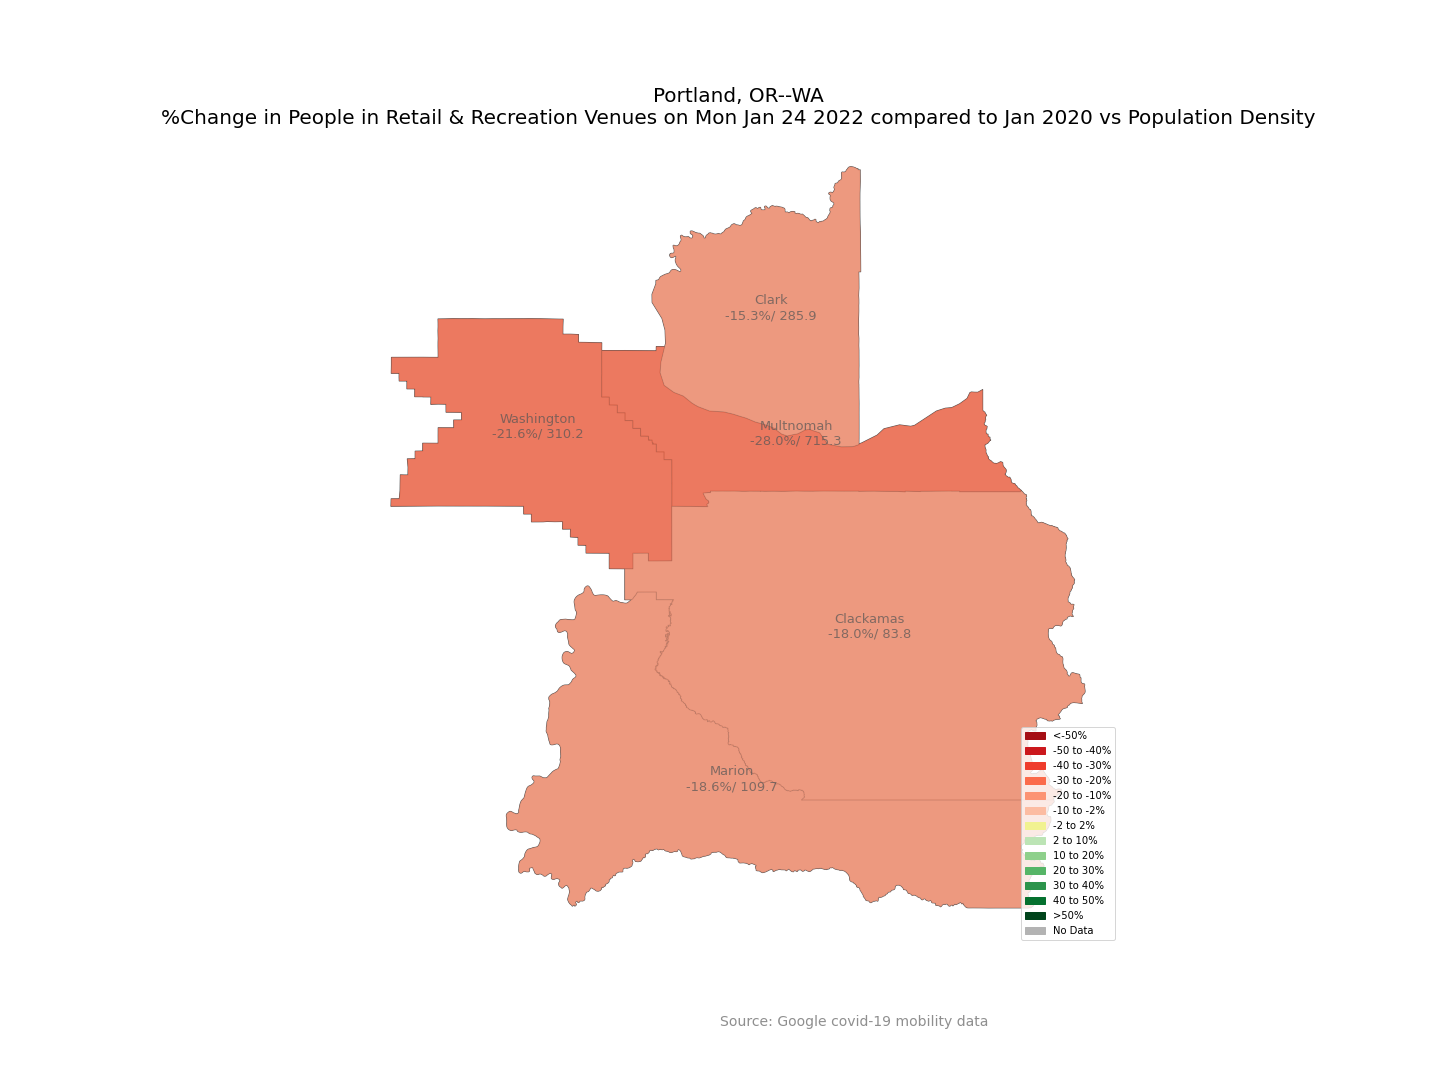 Portland, OR--WA
%Change in People in Retail & Recreation Venues on Mon Jan 24 2022 compared to Jan 2020 vs Population Density
Clark
-15.3%/ 285.9
Washington
-21.6%/ 310.2
Multnomah
-28.0%/ 715.3
Clackamas
-18.0%/ 83.8
Marion
-18.6%/ 109.7
<-50%
-50 to -40%
-40 to -30%
-30 to -20%
-20 to -10%
-10 to -2%
-2 to 2%
2 to 10%
10 to 20%
20 to 30%
30 to 40%
40 to 50%
>50%
No Data
Source: Google covid-19 mobility data